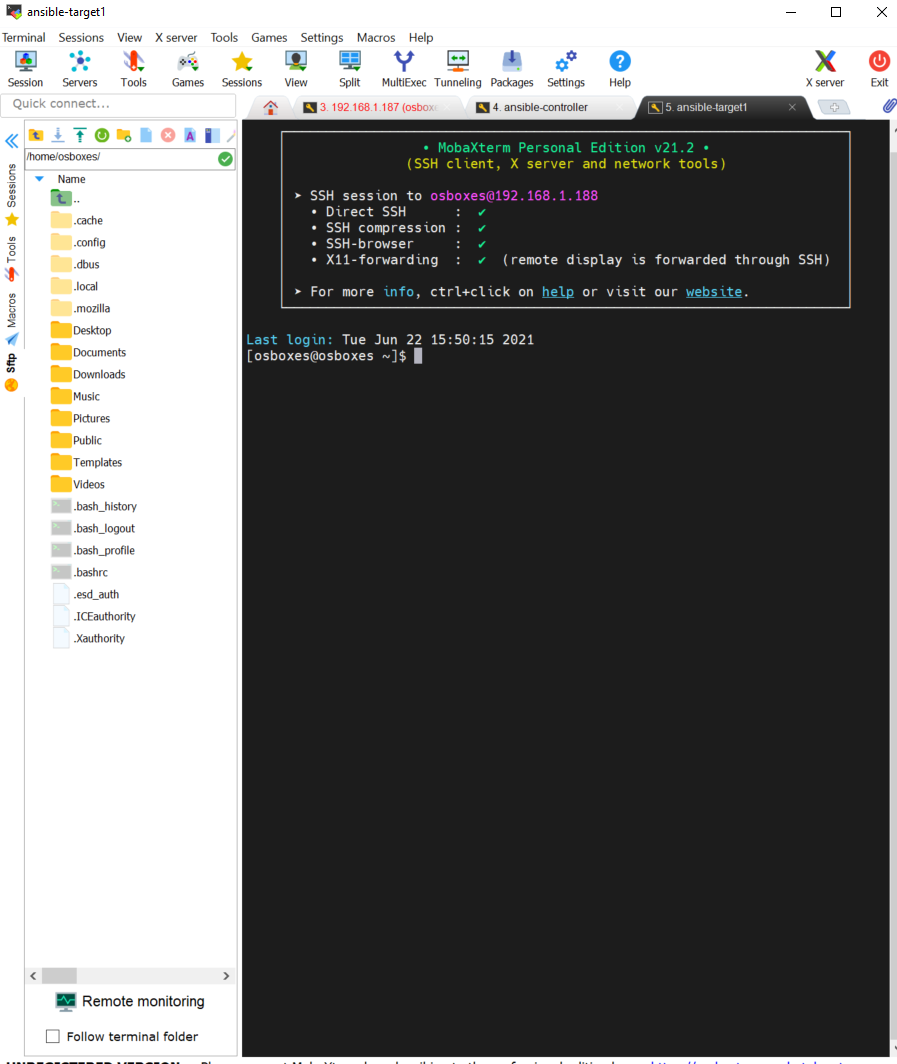 ansible-target1
Terminal Sessions View X server Tools Games Settings Macros Help
Session Servers Tools Games Sessions View Split MultiExec Tunneling Packages Settings Help X server Exit
Quick connect...
3. 192.168.1.187 (osboxe
4. ansible-controller
5. ansible-target1
Sessions
Tools
Macros
Sftp
/home/osboxes/
Name
..
.cache
.config
.dbus
.local
.mozilla
Desktop
Documents
Downloads
Music
Pictures
Public
Templates
Videos
.bash_history
.bash_logout
.bash_profile
.bashrc
.esd_auth
.ICEauthority
.Xauthority
Remote monitoring
Follow terminal folder
• MobaXterm Personal Edition v21.2 •
(SSH client, X server and network tools)
➤ SSH session to osboxes@192.168.1.188
• Direct SSH : ✔
• SSH compression : ✔
• SSH-browser : ✔
• X11-forwarding : ✔ (remote display is forwarded through SSH)
➤ For more info, ctrl+click on help or visit our website.
Last login: Tue Jun 22 15:50:15 2021
[osboxes@osboxes ~]$